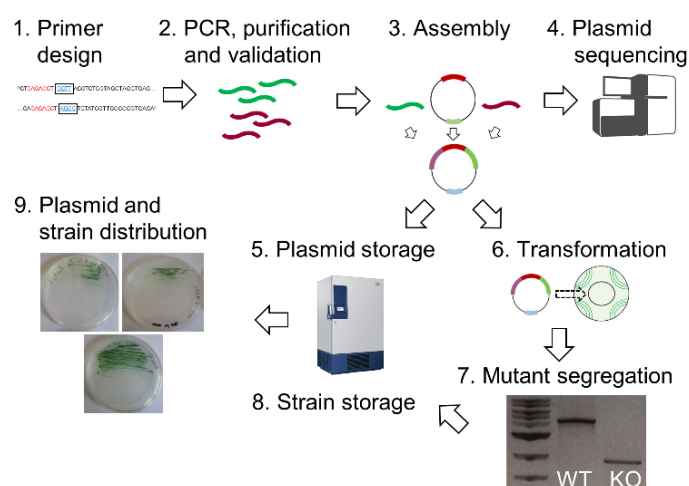 1. Primer
design
2. PCR, purification
and validation
3. Assembly
4. Plasmid
sequencing
5. Plasmid storage
6. Transformation
7. Mutant segregation
WT KO
8. Strain storage
9. Plasmid and
strain distribution